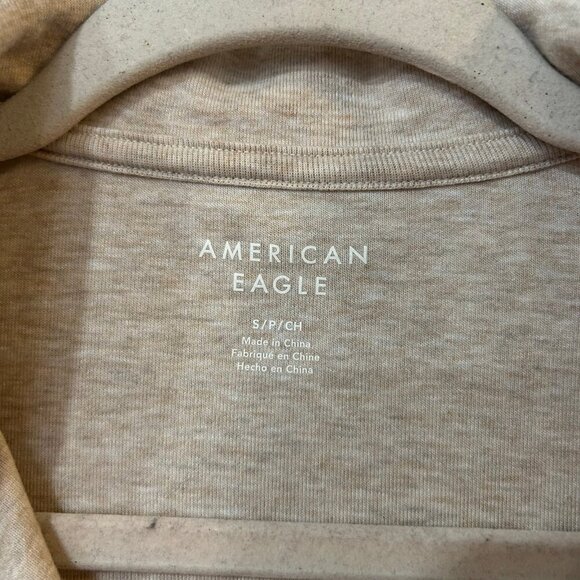 AMERICAN
EAGLE
S/P/CH
Made in China
Fabriqué en Chine
Hecho en China